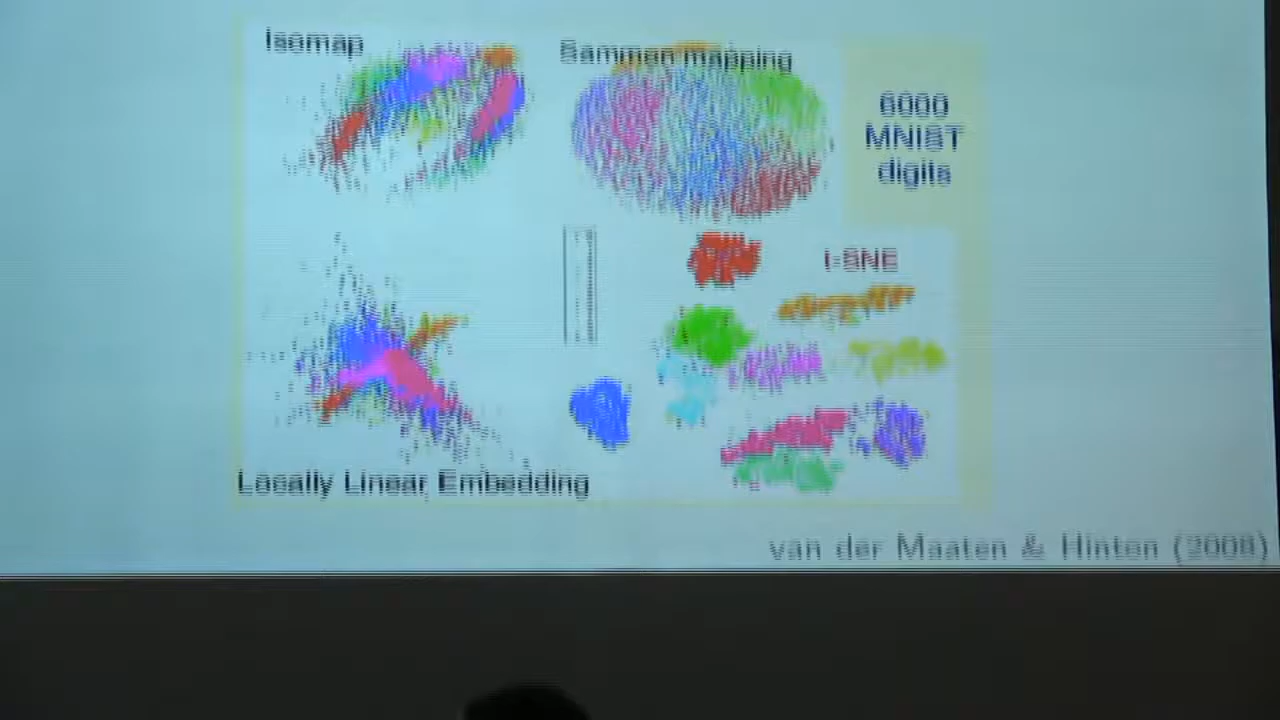 Isomap
Sammon mapping
6000
MNIST
digits
t-SNE
Locally Linear Embedding
van der Maaten & Hinton (2008)